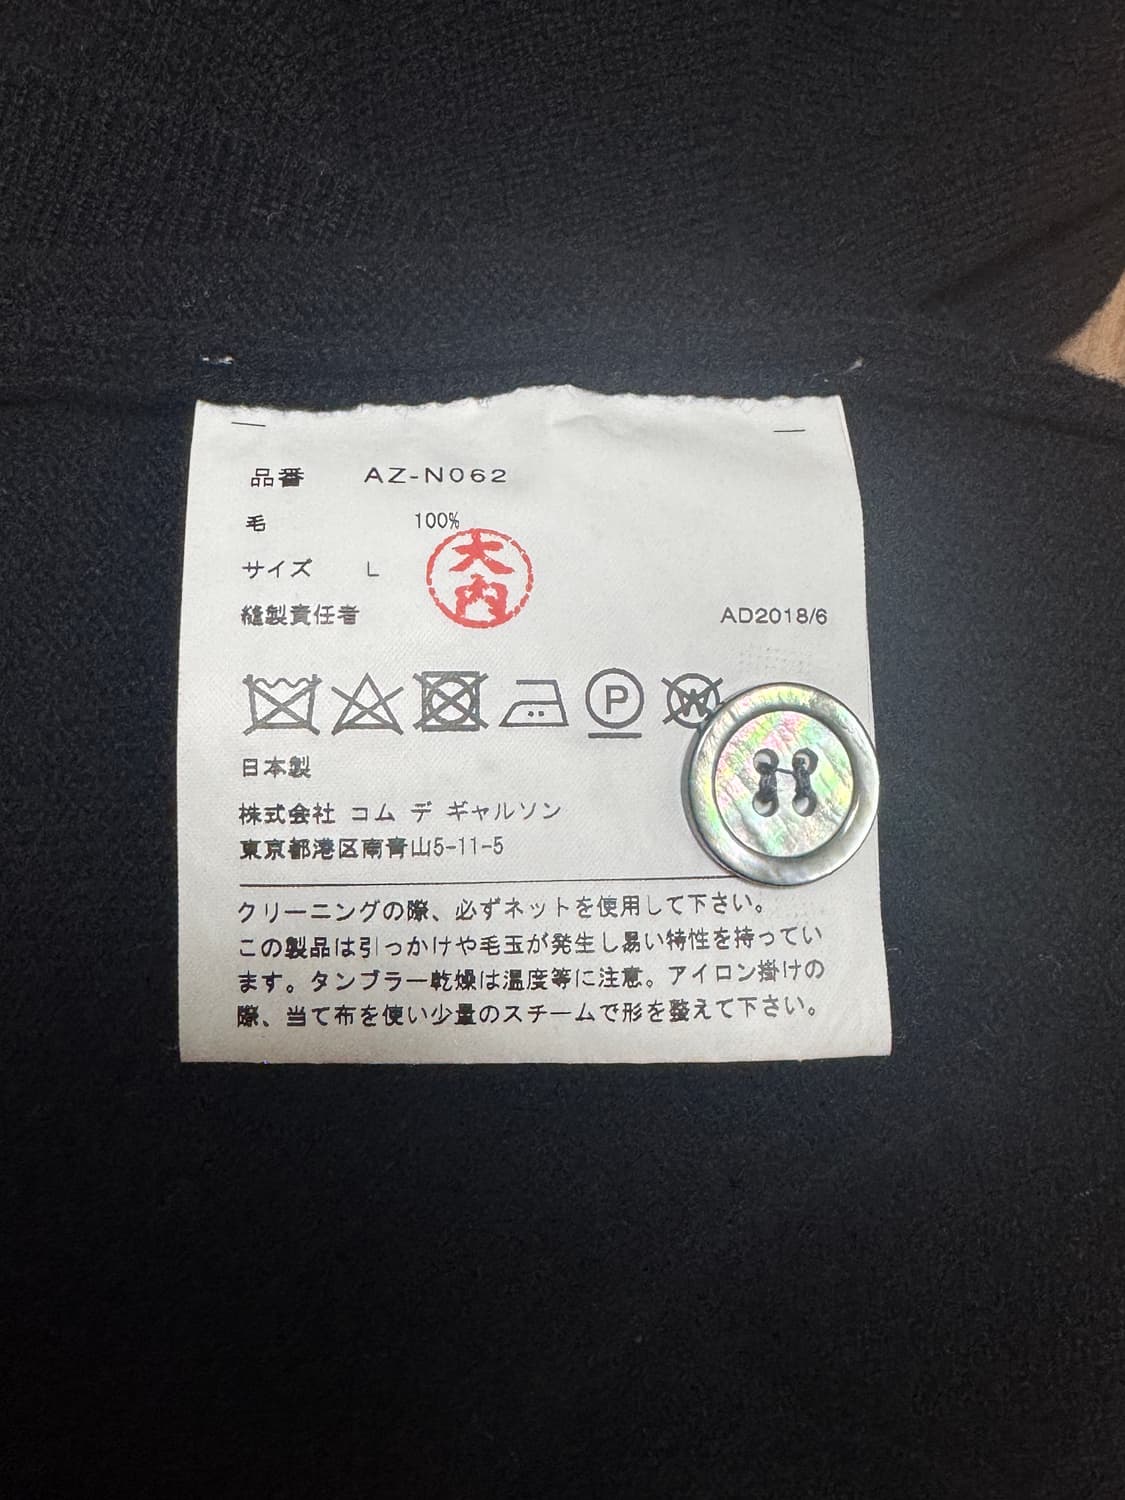 品番 AZ-N062
毛 100%
サイズ L
大内
縫製責任者 AD2018/6
P W
日本製
株式会社 コム デ ギャルソン
東京都港区南青山5-11-5
クリーニングの際、必ずネットを使用して下さい。
この製品は引っかけや毛玉が発生し易い特性を持ってい
ます。タンブラー乾燥は温度等に注意。アイロン掛けの
際、当て布を使い少量のスチームで形を整えて下さい。